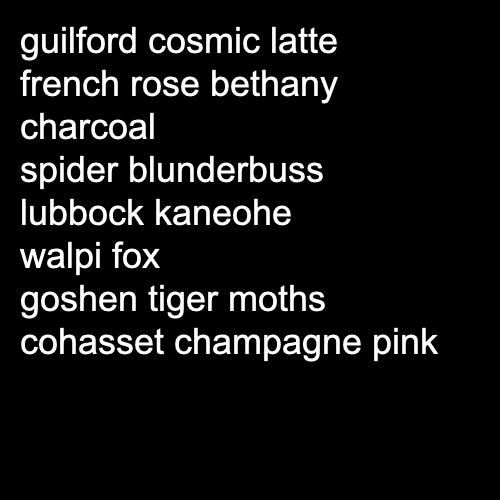 guilford cosmic latte
french rose bethany
charcoal
spider blunderbuss
lubbock kaneohe
walpi fox
goshen tiger moths
cohasset champagne pink